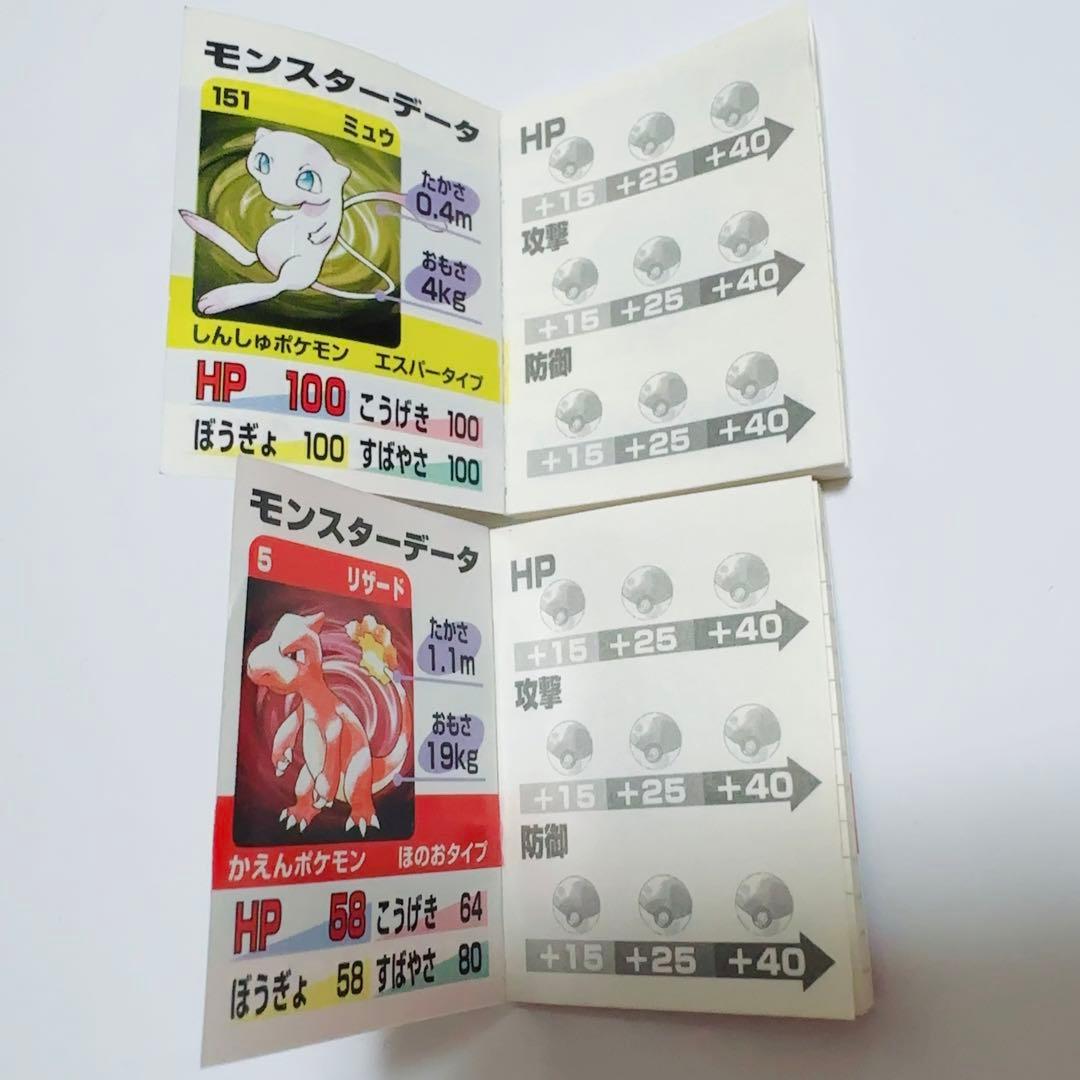 モンスターデータ
151
ミュウ
たかさ
0.4m
おもさ
4kg
しんしゅポケモン エスパータイプ
HP 100 こうげき 100
ぼうぎょ 100 すばやさ 100
HP
+15 +25 +40
攻撃
+15 +25 +40
防御
+15 +25 +40
モンスターデータ
5
リザード
たかさ
1.1m
おもさ
19kg
かえんポケモン ほのおタイプ
HP 58 こうげき 64
ぼうぎょ 58 すばやさ 80
HP
+15 +25 +40
攻撃
+15 +25 +40
防御
+15 +25 +40